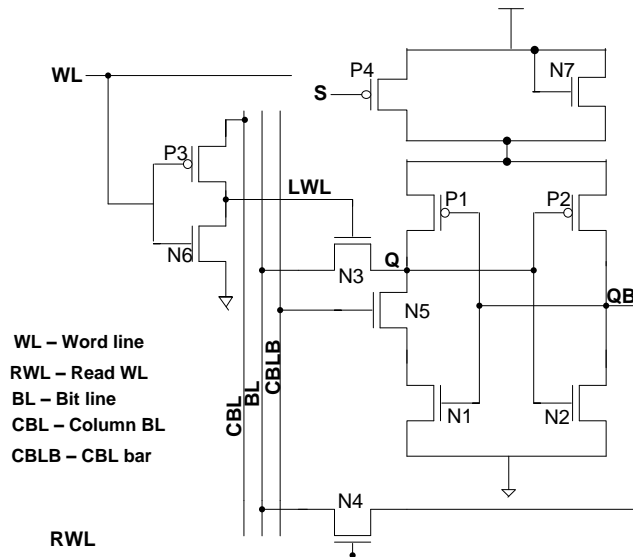 WL
P4
N7
S
P3
LWL
P1
P2
N6
Q
N3
N5
QB
WL – Word line
RWL – Read WL
BL – Bit line
CBL – Column BL
CBLB – CBL bar
CBL
BL
CBLB
N1
N2
N4
RWL